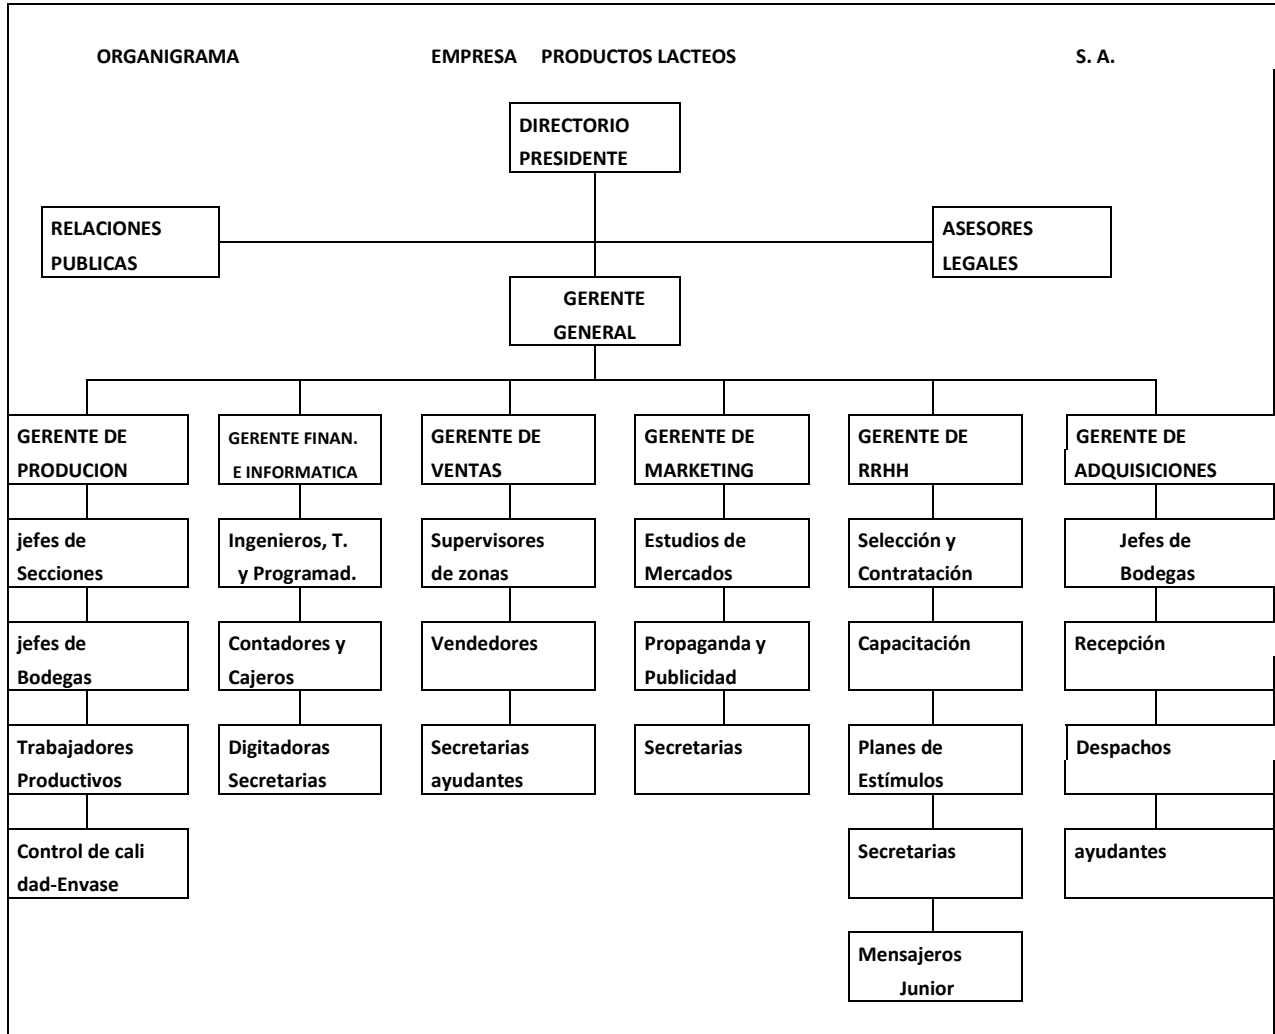 ORGANIGRAMA EMPRESA PRODUCTOS LACTEOS S. A.
DIRECTORIO
PRESIDENTE
RELACIONES
PUBLICAS
ASESORES
LEGALES
GERENTE
GENERAL
GERENTE DE
PRODUCION
GERENTE FINAN.
E INFORMATICA
GERENTE DE
VENTAS
GERENTE DE
MARKETING
GERENTE DE
RRHH
GERENTE DE
ADQUISICIONES
jefes de
Secciones
Ingenieros, T.
y Programad.
Supervisores
de zonas
Estudios de
Mercados
Selección y
Contratación
Jefes de
Bodegas
jefes de
Bodegas
Contadores y
Cajeros
Vendedores
Propaganda y
Publicidad
Capacitación
Recepción
Trabajadores
Productivos
Digitadoras
Secretarias
Secretarias
ayudantes
Secretarias
Planes de
Estímulos
Despachos
Control de cali
dad-Envase
Secretarias
ayudantes
Mensajeros
Junior